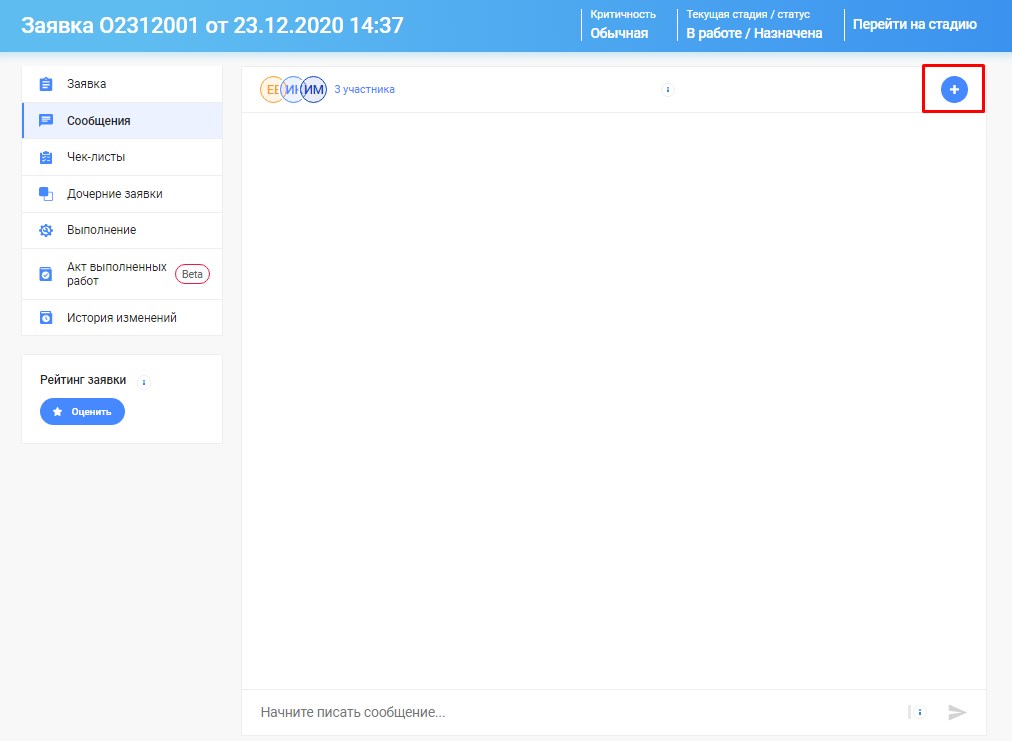 Заявка О2312001 от 23.12.2020 14:37
Критичность
Обычная
Текущая стадия / статус
В работе / Назначена
Перейти на стадию
Заявка
Сообщения
Чек-листы
Дочерние заявки
Выполнение
Акт выполненных
работ
Beta
История изменений
Рейтинг заявки
Оценить
ЕЕ ИН ИМ 3 участника
Начните писать сообщение...